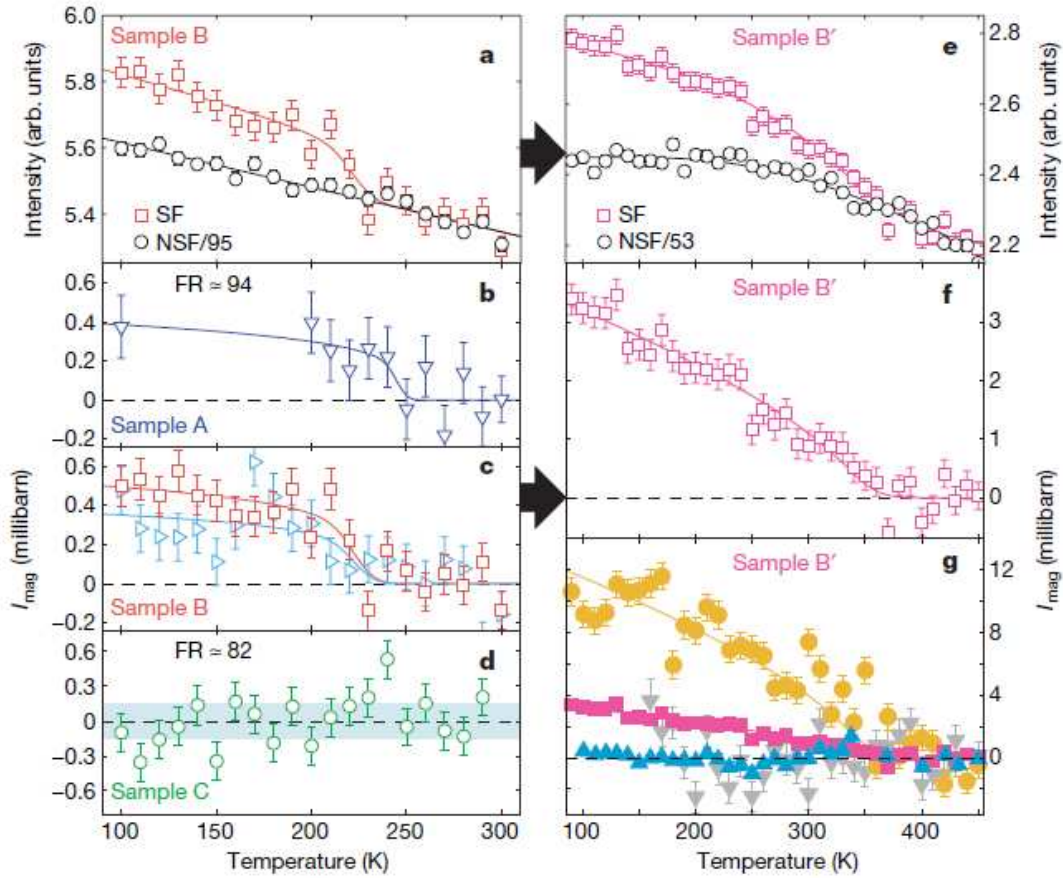 Sample B
a
6.0
5.8
5.6
5.4
Intensity (arb. units)
SF
NSF/95
FR ≃ 94
b
0.6
0.4
0.2
0
−0.2
Sample A
c
0.6
0.4
0.2
0
−0.2
Imag (millibarn)
Sample B
FR ≃ 82
d
0.6
0.3
0
−0.3
−0.6
Sample C
100 150 200 250 300
Temperature (K)
Sample B′
e
2.8
2.6
2.4
2.2
Intensity (arb. units)
SF
NSF/53
Sample B′
f
3
2
1
0
Sample B′
g
12
8
4
0
Imag (millibarn)
100 200 300 400
Temperature (K)